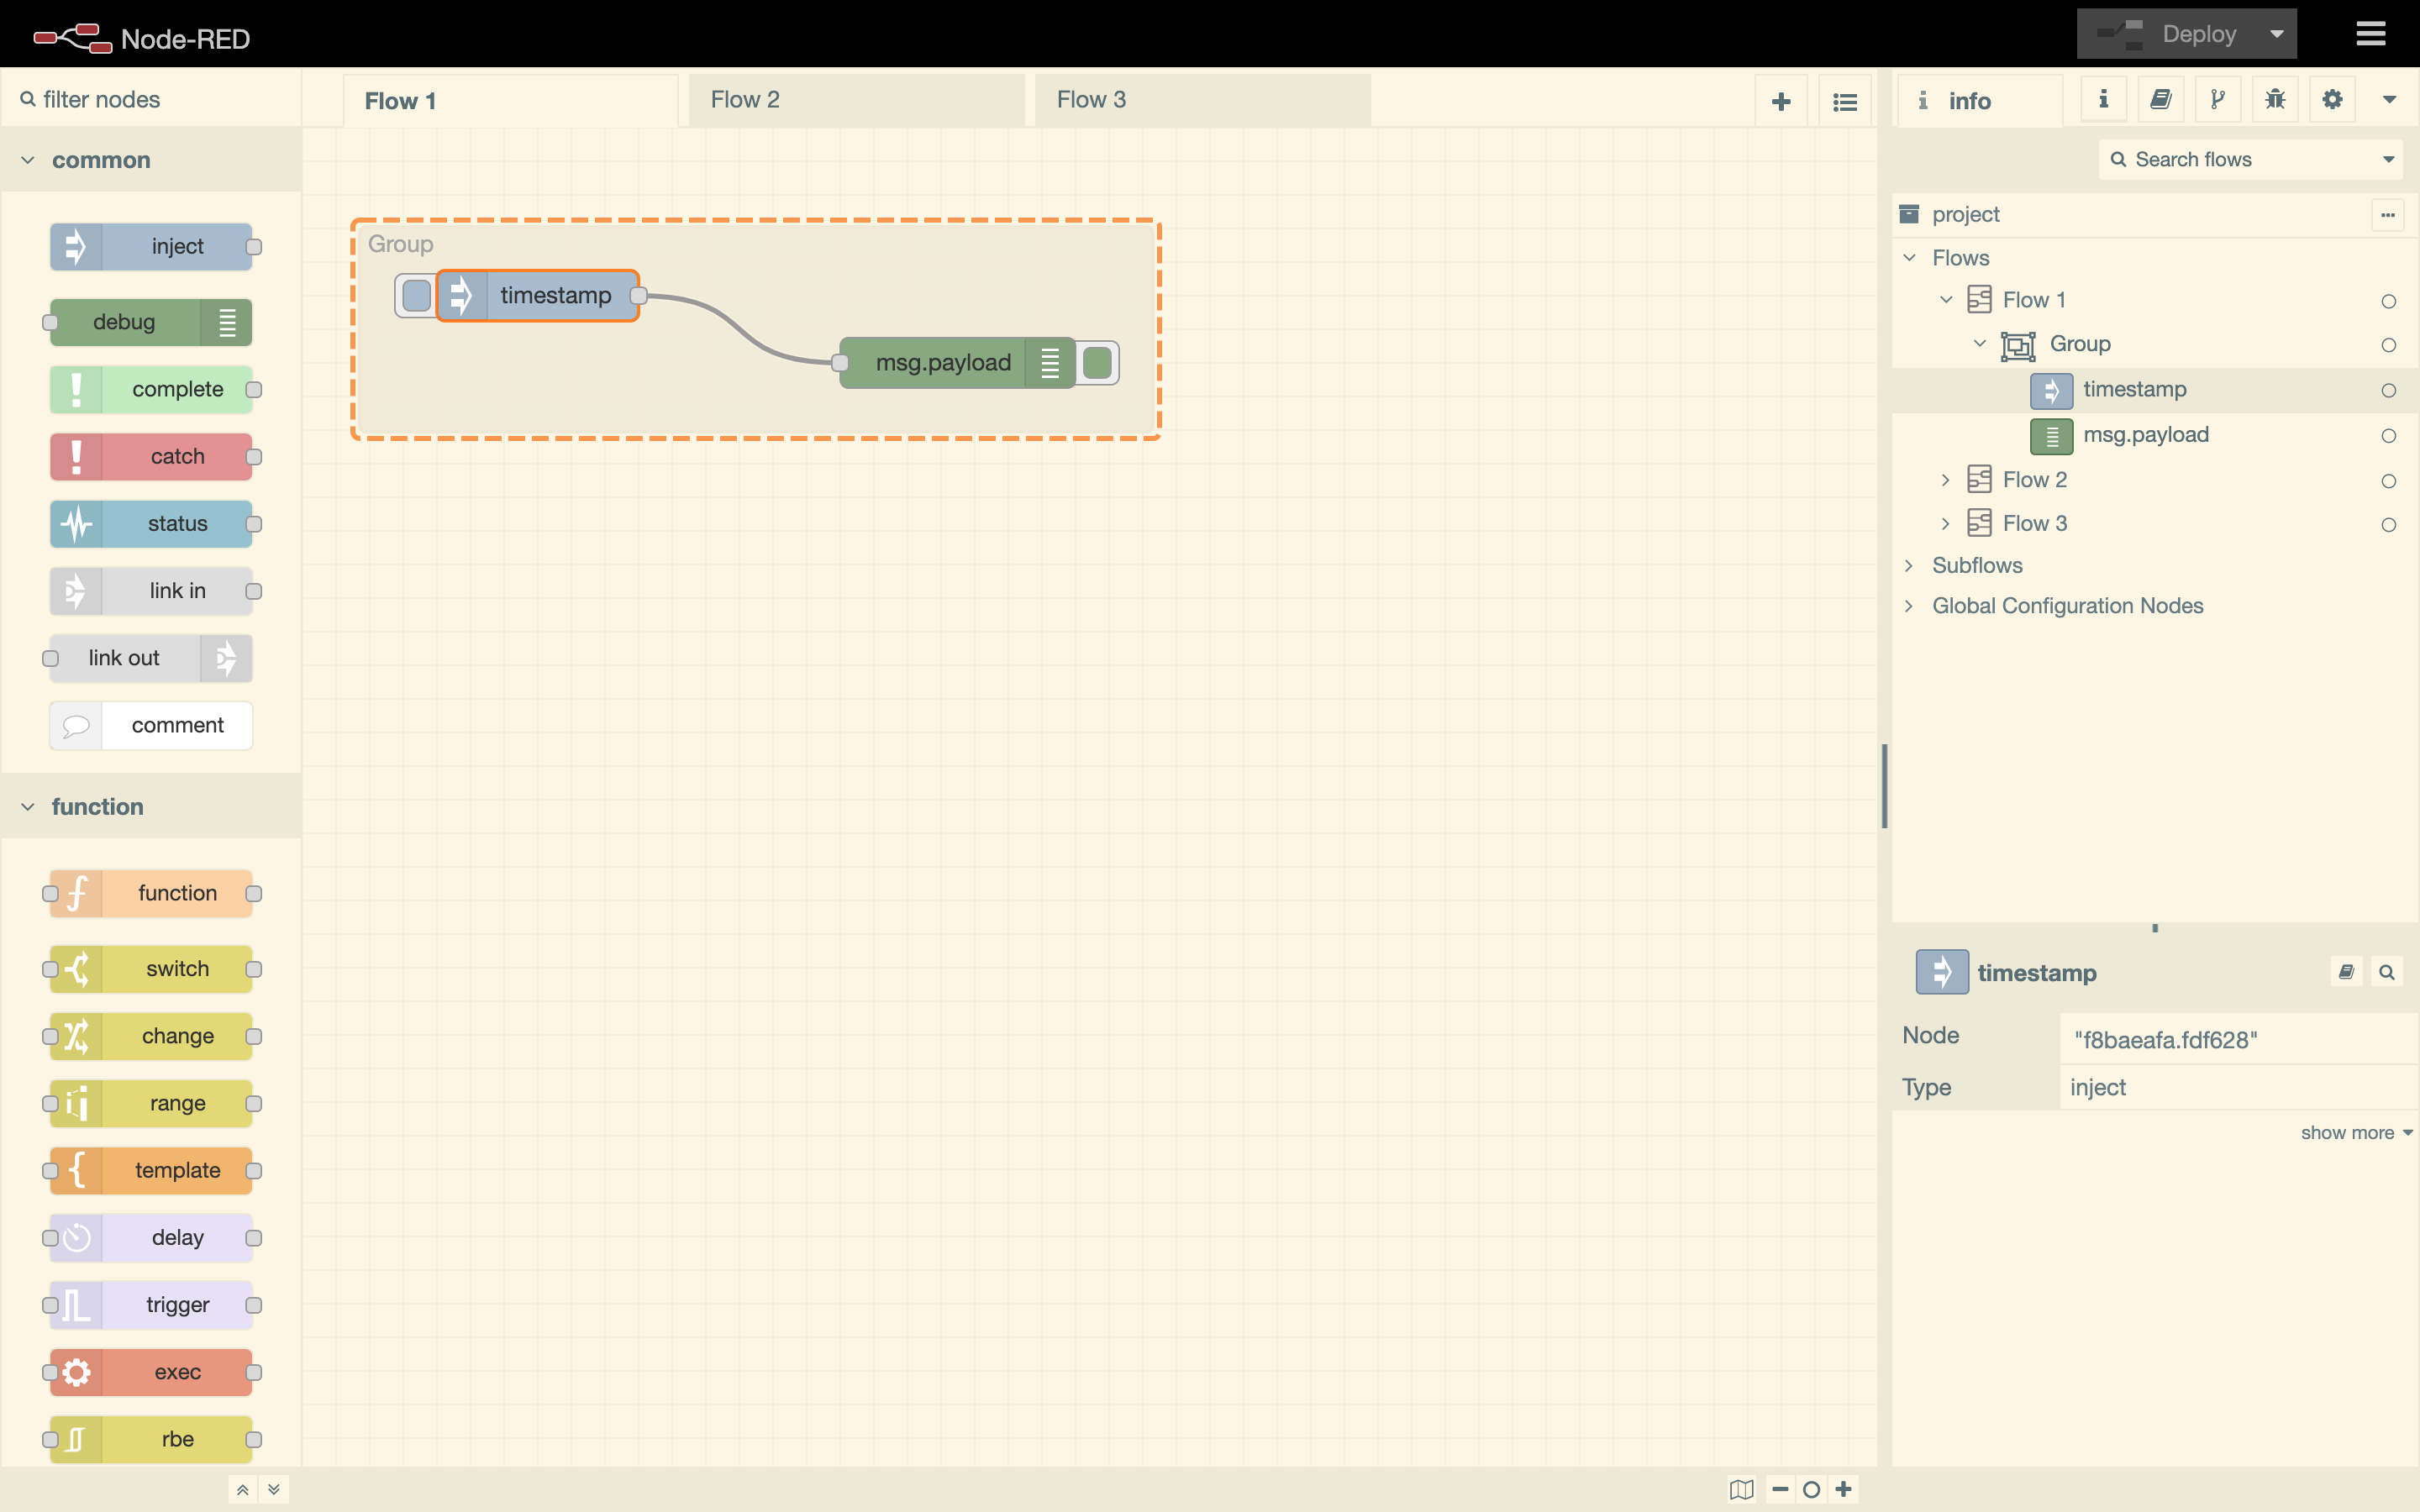 Node-RED
Deploy
filter nodes
Flow 1
Flow 2
Flow 3
info
common
Search flows
inject
debug
complete
catch
status
link in
link out
comment
function
function
switch
change
range
template
delay
trigger
exec
rbe
Group
timestamp
msg.payload
project
Flows
Flow 1
Group
timestamp
msg.payload
Flow 2
Flow 3
Subflows
Global Configuration Nodes
timestamp
Node "f8baeafa.fdf628"
Type inject
show more